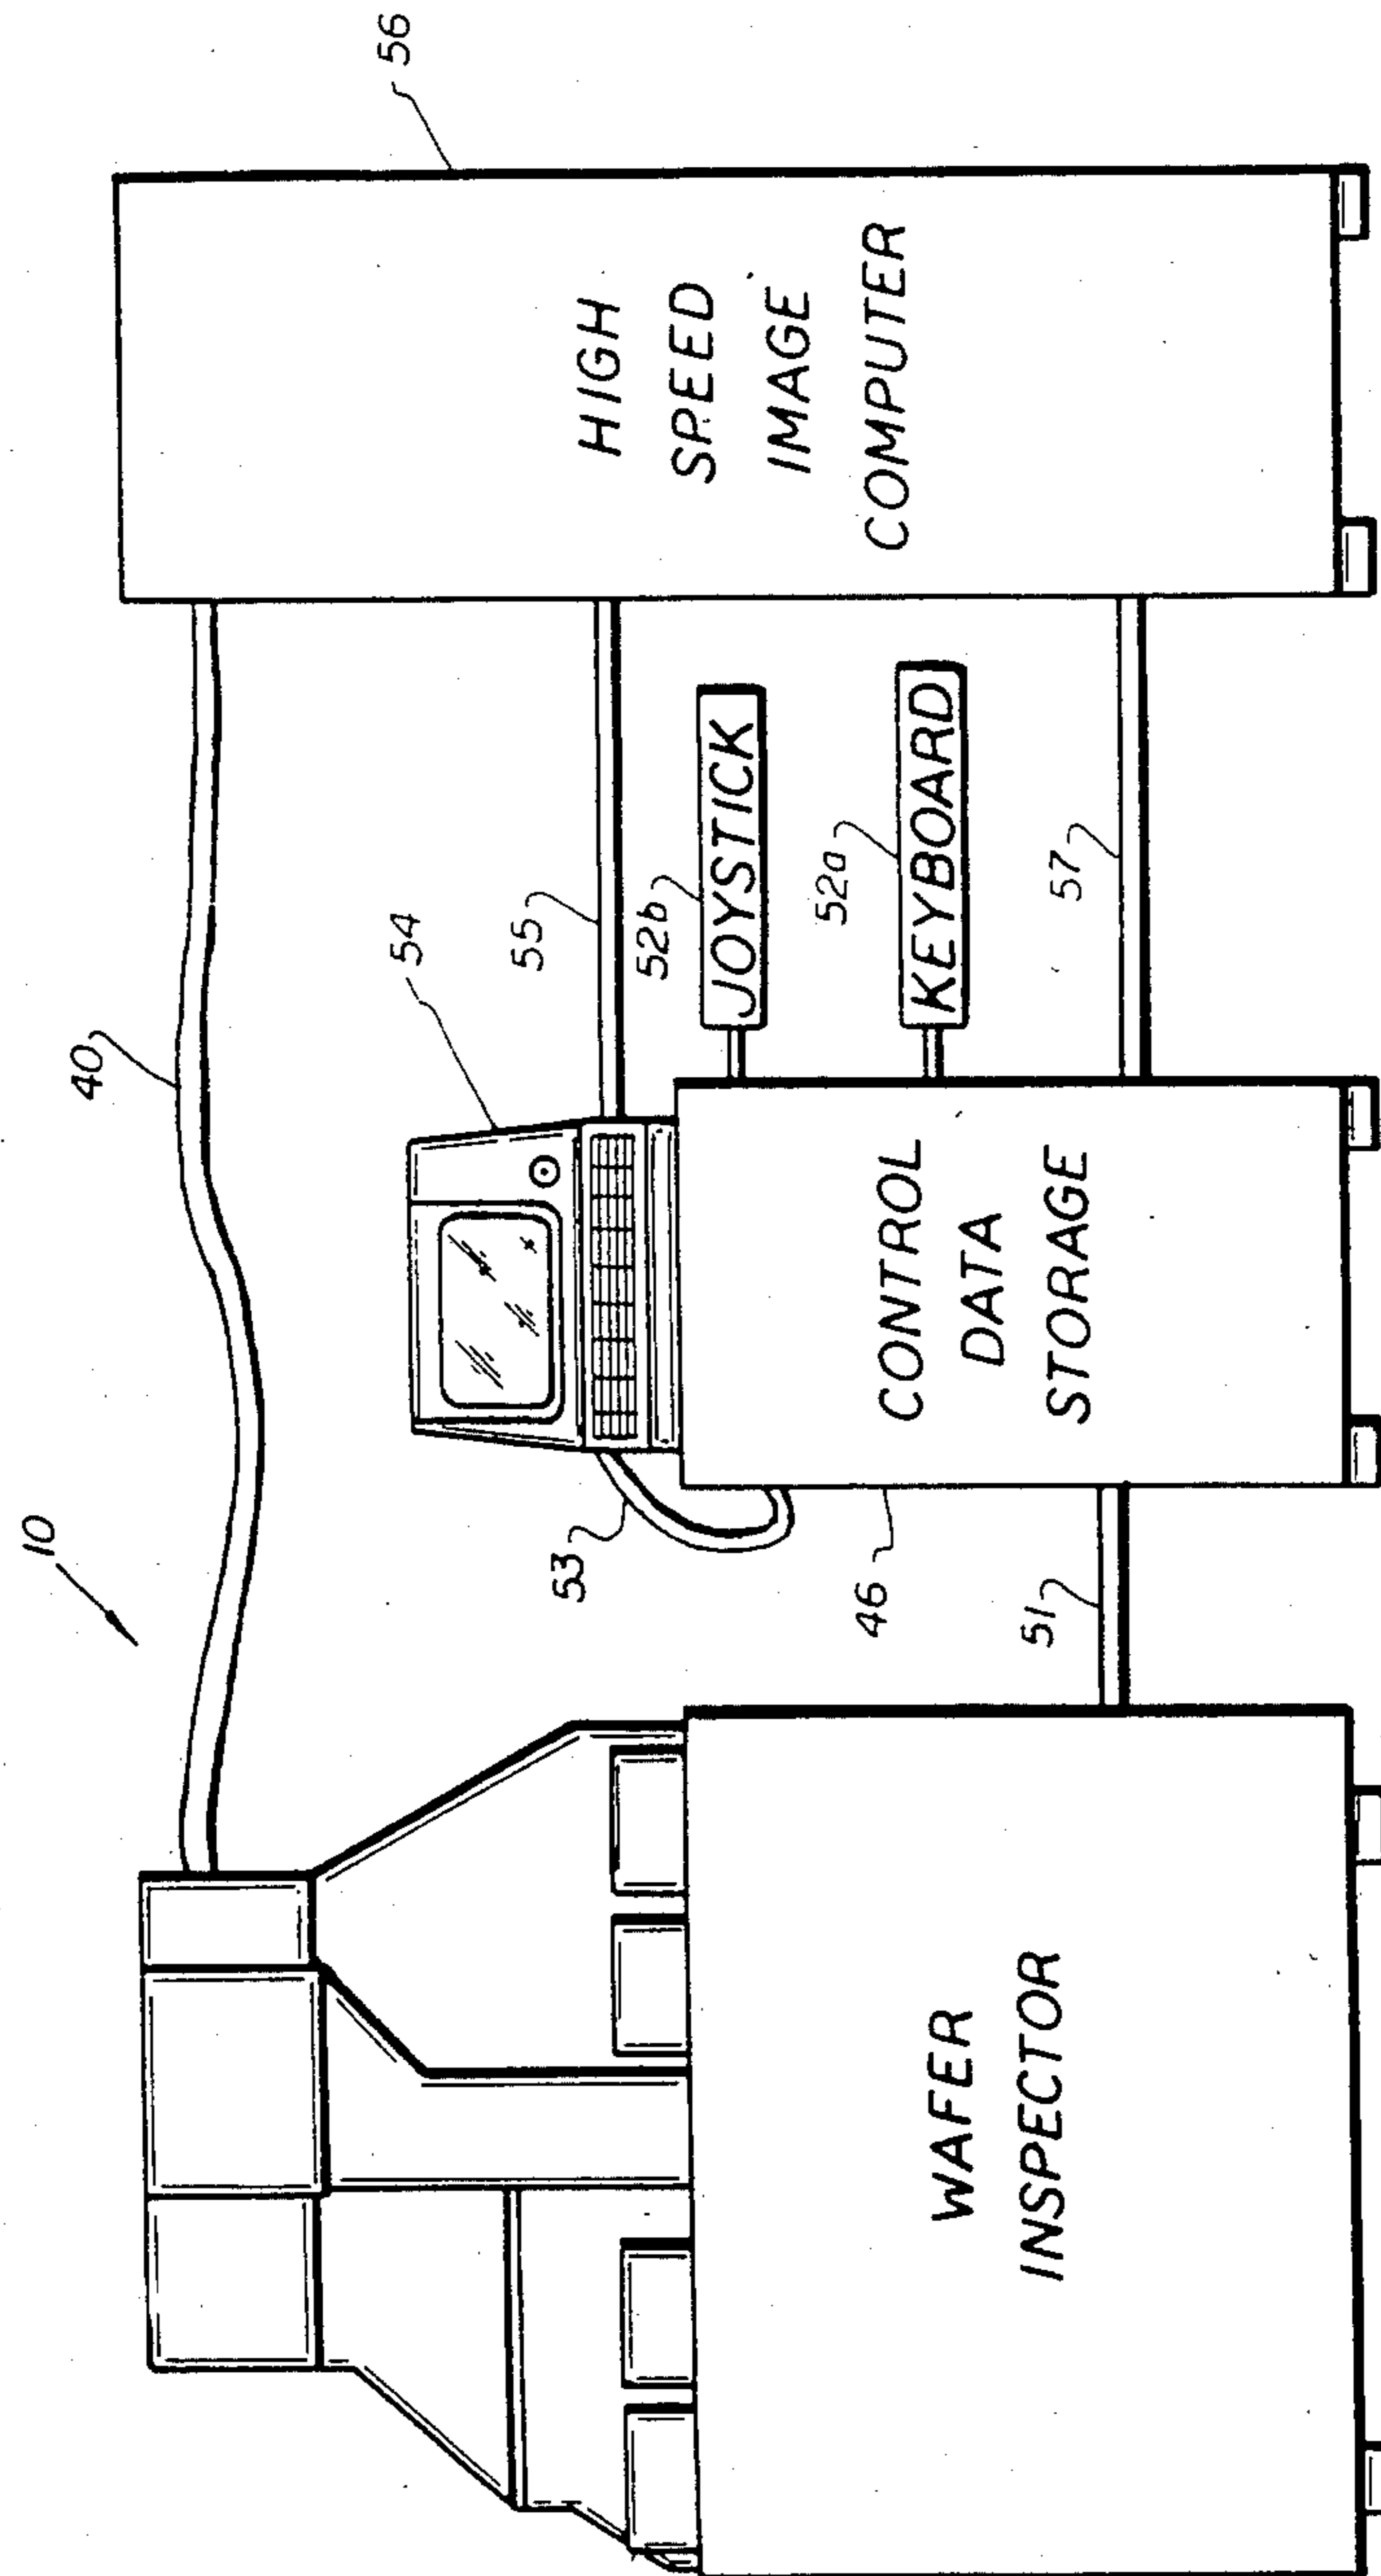 10
40
56
54
55
52b
JOYSTICK
52a
KEYBOARD
57
53
46
51
HIGH
SPEED
IMAGE
COMPUTER
CONTROL
DATA
STORAGE
WAFER
INSPECTOR